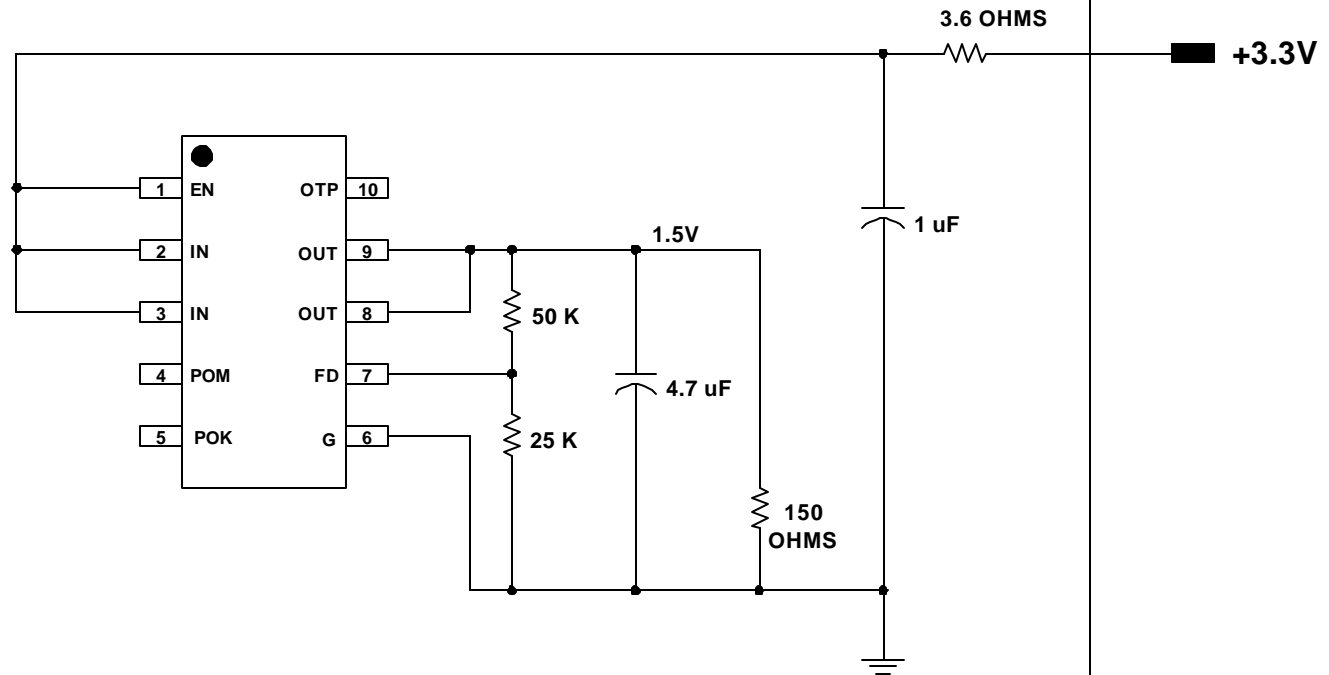 3.6 OHMS
+3.3V
1 EN OTP 10
2 IN OUT 9
1.5V
1 uF
3 IN OUT 8
50 K
4 POM FD 7
4.7 uF
5 POK G 6
25 K
150
OHMS